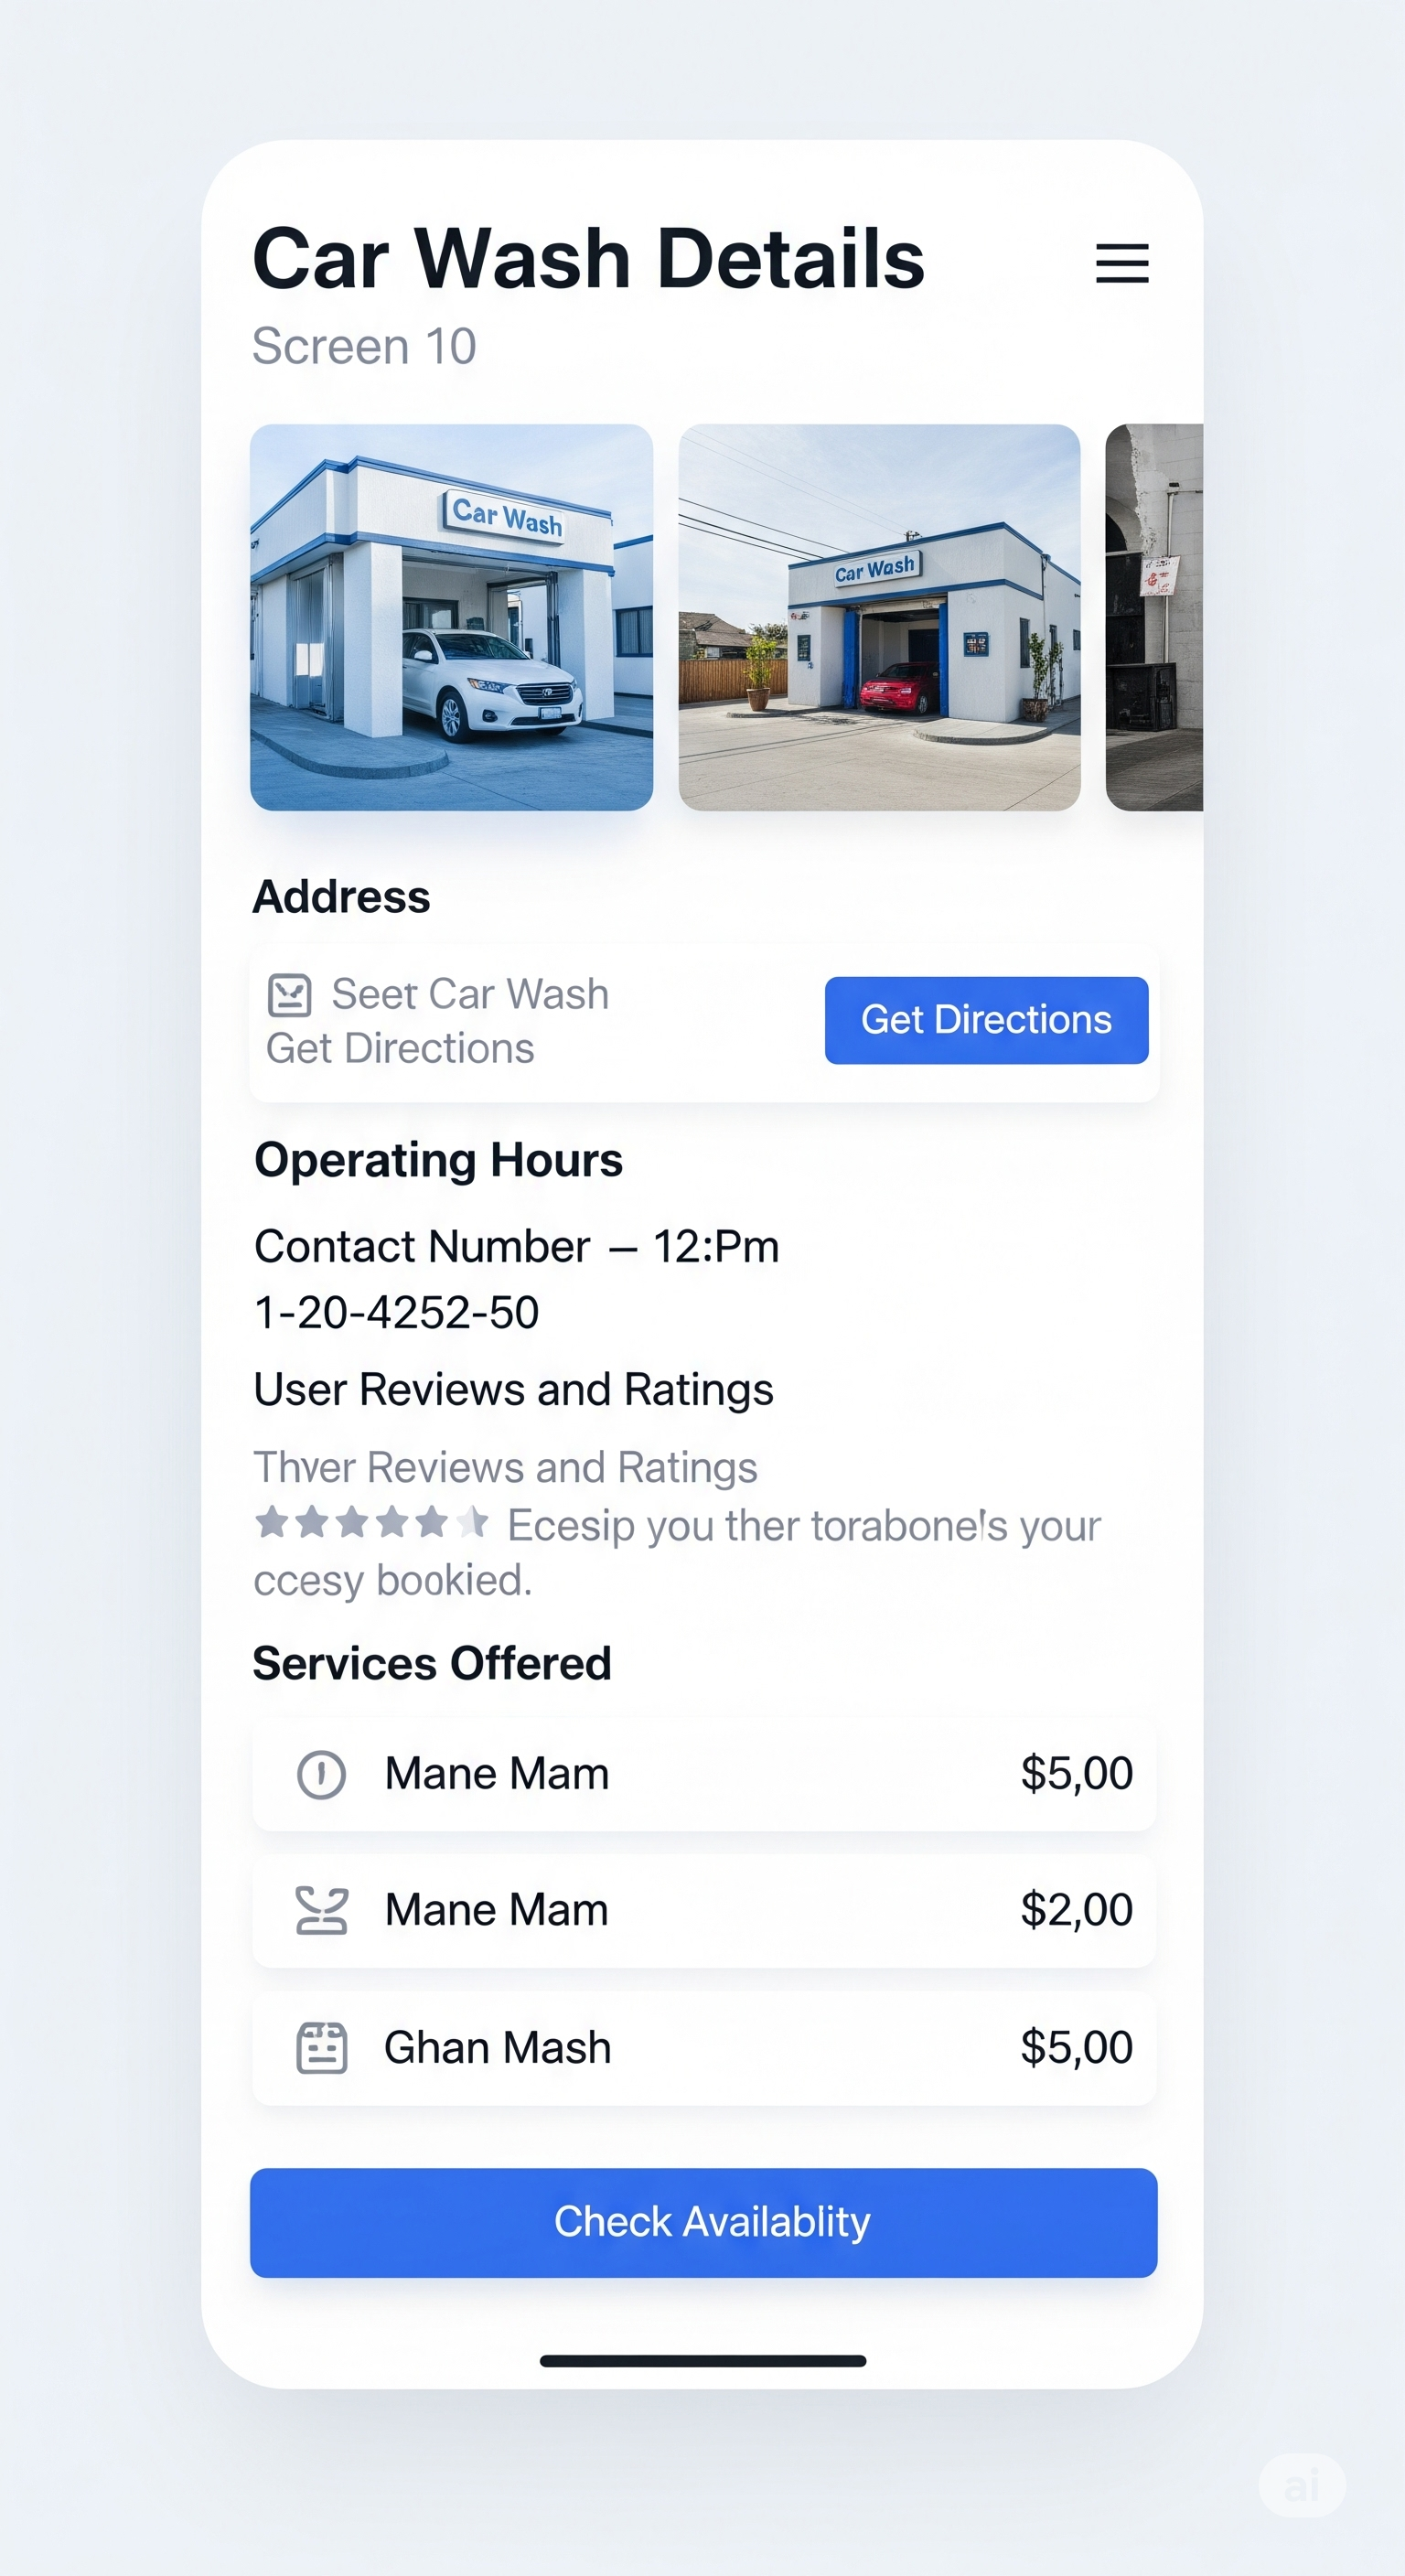 Car Wash Details
Screen 10
Car Wash
Car Wash
Address
Seet Car Wash
Get Directions
Get Directions
Operating Hours
Contact Number – 12:Pm
1-20-4252-50
User Reviews and Ratings
Thver Reviews and Ratings
Ecesip you ther torabone's your
ccesy bookied.
Services Offered
Mane Mam $5,00
Mane Mam $2,00
Ghan Mash $5,00
Check Availablity
ai